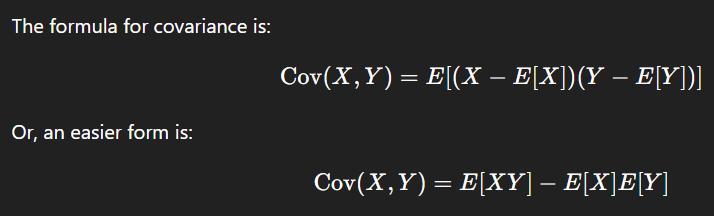 The formula for covariance is:
Cov(X, Y) = E[(X − E[X])(Y − E[Y])]
Or, an easier form is:
Cov(X, Y) = E[XY] − E[X]E[Y]